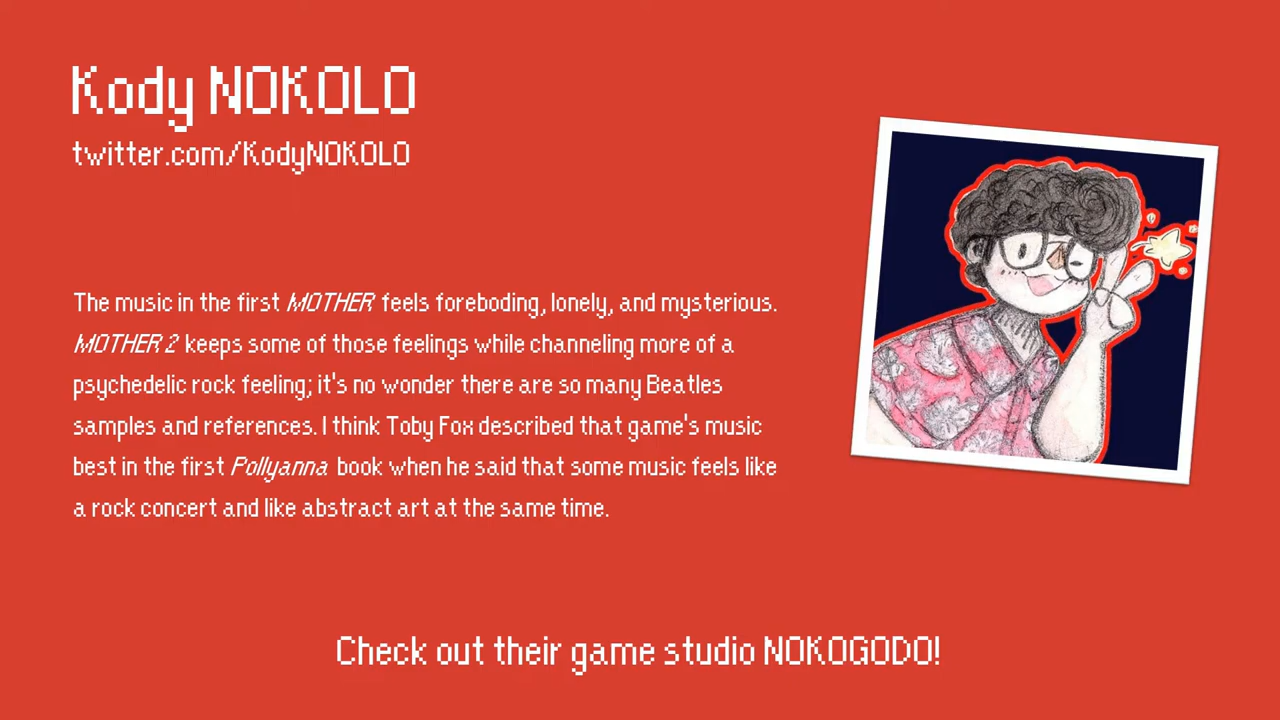 Kody NOKOLO
twitter.com/KodyNOKOLO
The music in the first MOTHER feels foreboding, lonely, and mysterious.
MOTHER 2 keeps some of those feelings while channeling more of a
psychedelic rock feeling; it's no wonder there are so many Beatles
samples and references. I think Toby Fox described that game's music
best in the first Pollyanna book when he said that some music feels like
a rock concert and like abstract art at the same time.
Check out their game studio NOKOGODO!